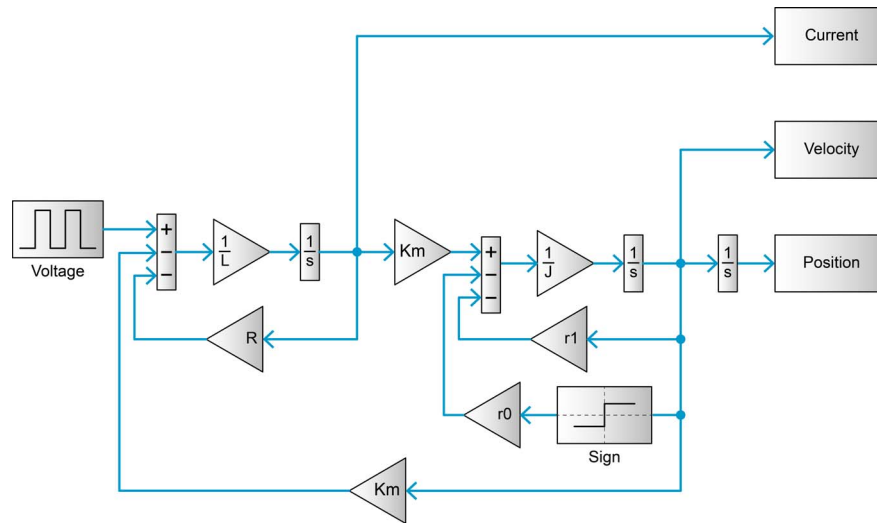 Current
Velocity
Voltage
+
−
−
1
L
1
s
Km
+
−
−
1
J
1
s
1
s
Position
R
r1
r0
Sign
Km